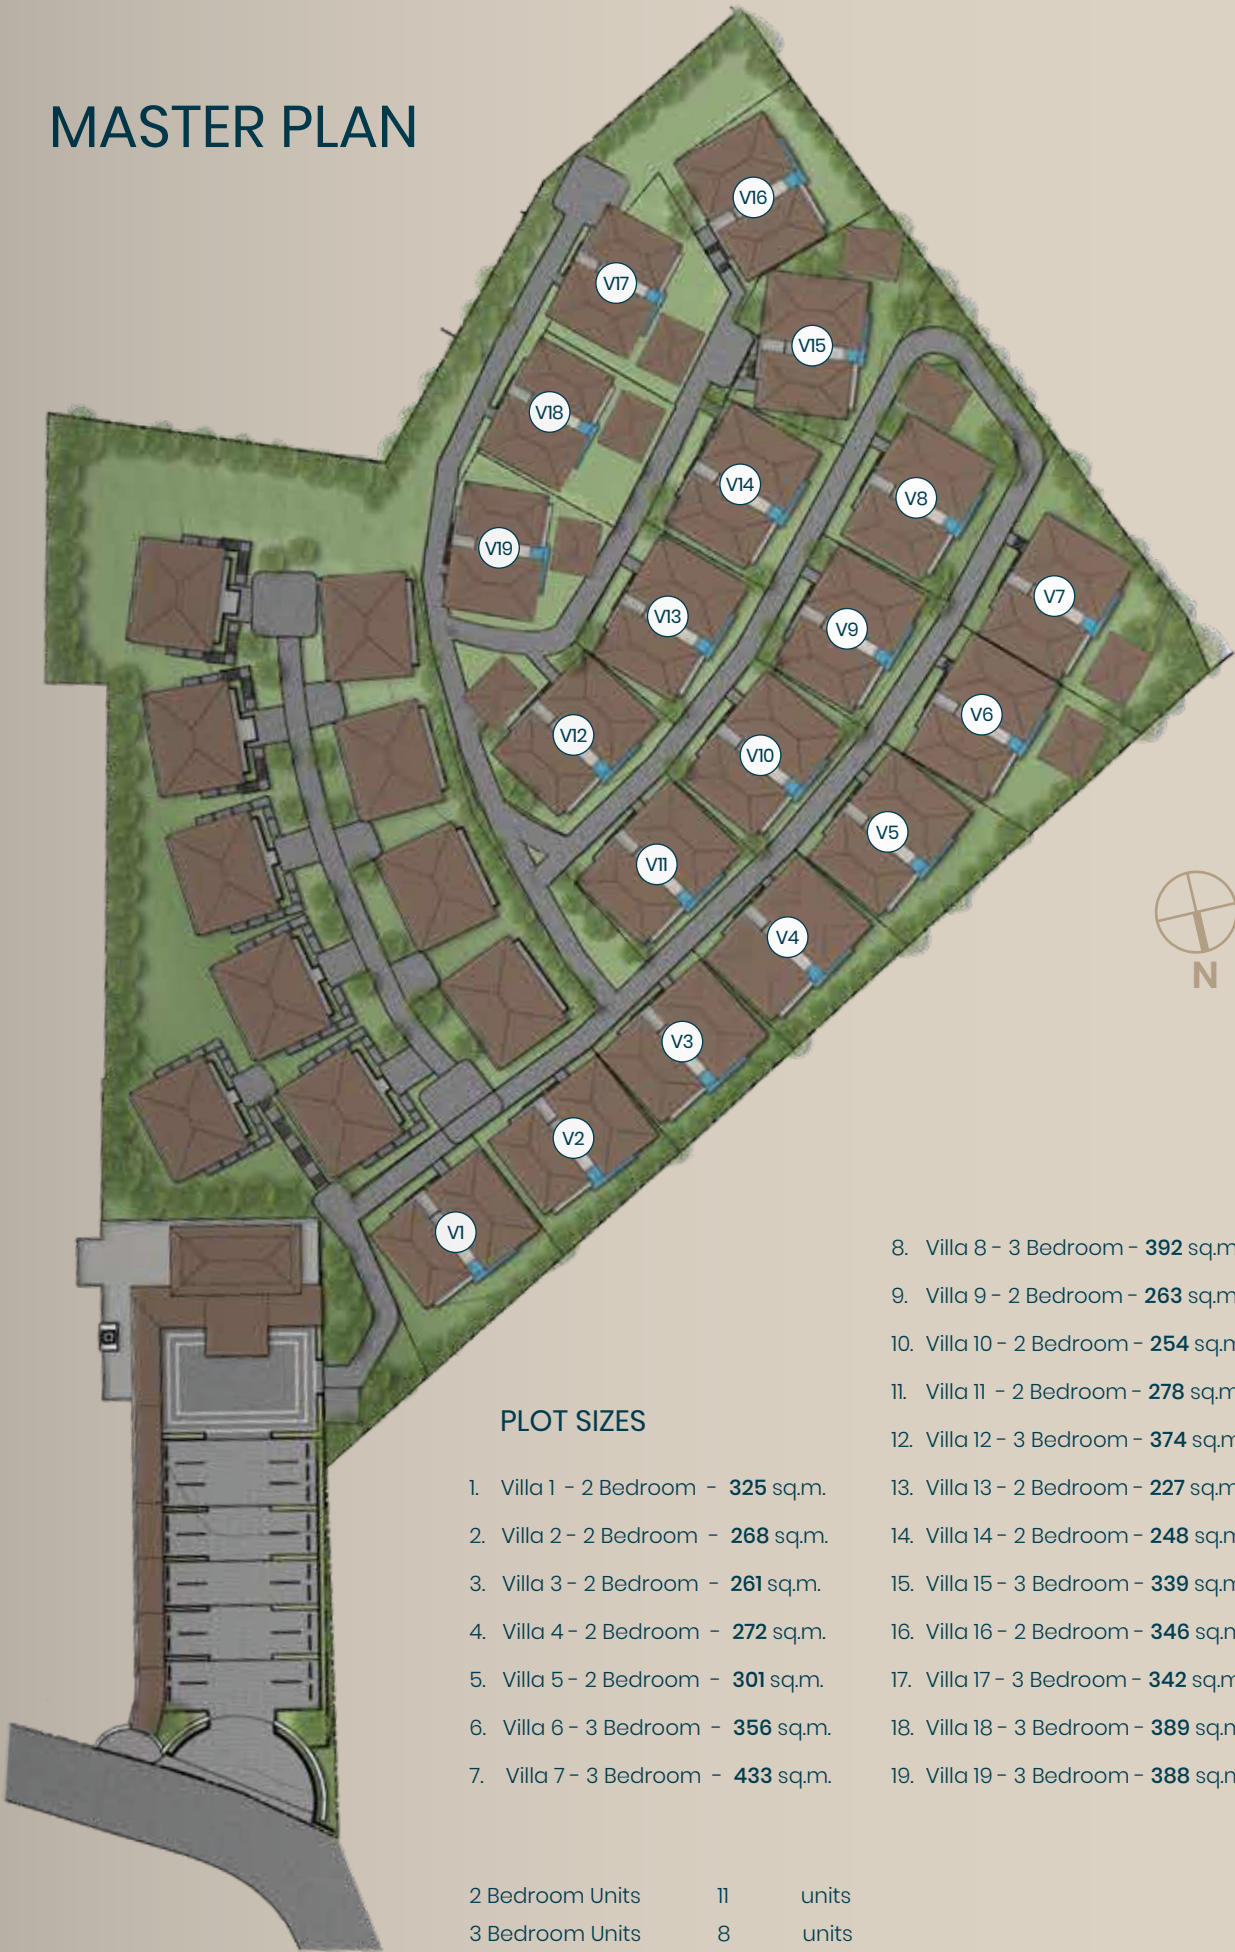 MASTER PLAN
V16
V17
V15
V18
V14
V8
V19
V7
V13
V9
V6
V12
V10
V5
V11
V4
N
V3
V2
V1
PLOT SIZES
1. Villa 1 - 2 Bedroom - 325 sq.m.
2. Villa 2 - 2 Bedroom - 268 sq.m.
3. Villa 3 - 2 Bedroom - 261 sq.m.
4. Villa 4 - 2 Bedroom - 272 sq.m.
5. Villa 5 - 2 Bedroom - 301 sq.m.
6. Villa 6 - 3 Bedroom - 356 sq.m.
7. Villa 7 - 3 Bedroom - 433 sq.m.
8. Villa 8 - 3 Bedroom - 392 sq.m
9. Villa 9 - 2 Bedroom - 263 sq.m
10. Villa 10 - 2 Bedroom - 254 sq.m
11. Villa 11 - 2 Bedroom - 278 sq.m
12. Villa 12 - 3 Bedroom - 374 sq.m
13. Villa 13 - 2 Bedroom - 227 sq.m
14. Villa 14 - 2 Bedroom - 248 sq.m
15. Villa 15 - 3 Bedroom - 339 sq.m
16. Villa 16 - 2 Bedroom - 346 sq.m
17. Villa 17 - 3 Bedroom - 342 sq.m
18. Villa 18 - 3 Bedroom - 389 sq.m
19. Villa 19 - 3 Bedroom - 388 sq.m
2 Bedroom Units 11 units
3 Bedroom Units 8 units